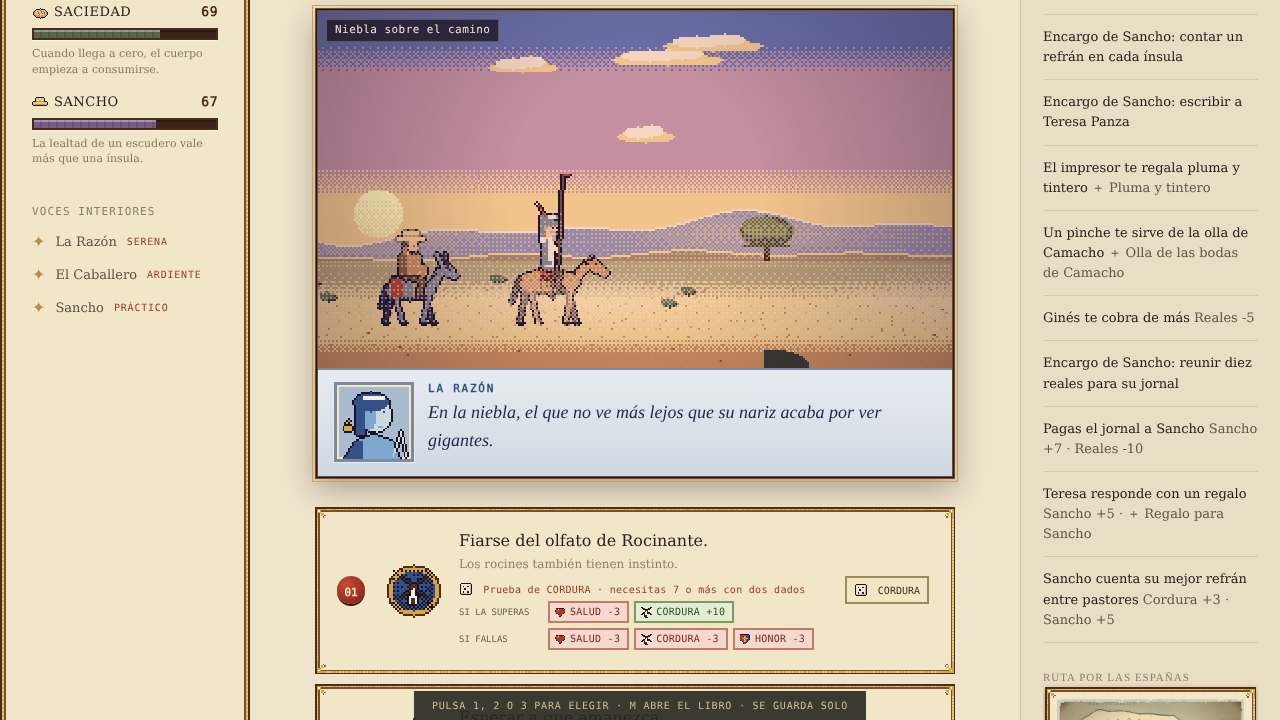 SACIEDAD 69
Cuando llega a cero, el cuerpo
empieza a consumirse.
SANCHO 67
La lealtad de un escudero vale
más que una ínsula.
VOCES INTERIORES
La Razón SERENA
El Caballero ARDIENTE
Sancho PRÁCTICO
Niebla sobre el camino
LA RAZÓN
En la niebla, el que no ve más lejos que su nariz acaba por ver
gigantes.
01
Fiarse del olfato de Rocinante.
Los rocines también tienen instinto.
Prueba de CORDURA · necesitas 7 o más con dos dados
SI LA SUPERAS SALUD -3 CORDURA +10
SI FALLAS SALUD -3 CORDURA -3 HONOR -3
CORDURA
Esperar a que amanezca.
PULSA 1, 2 O 3 PARA ELEGIR · M ABRE EL LIBRO · SE GUARDA SOLO
Encargo de Sancho: contar un
refrán en cada ínsula
Encargo de Sancho: escribir a
Teresa Panza
El impresor te regala pluma y
tintero + Pluma y tintero
Un pinche te sirve de la olla de
Camacho + Olla de las bodas
de Camacho
Ginés te cobra de más Reales -5
Encargo de Sancho: reunir diez
reales para su jornal
Pagas el jornal a Sancho Sancho
+7 · Reales -10
Teresa responde con un regalo
Sancho +5 · + Regalo para
Sancho
Sancho cuenta su mejor refrán
entre pastores Cordura +3 ·
Sancho +5
RUTA POR LAS ESPAÑAS